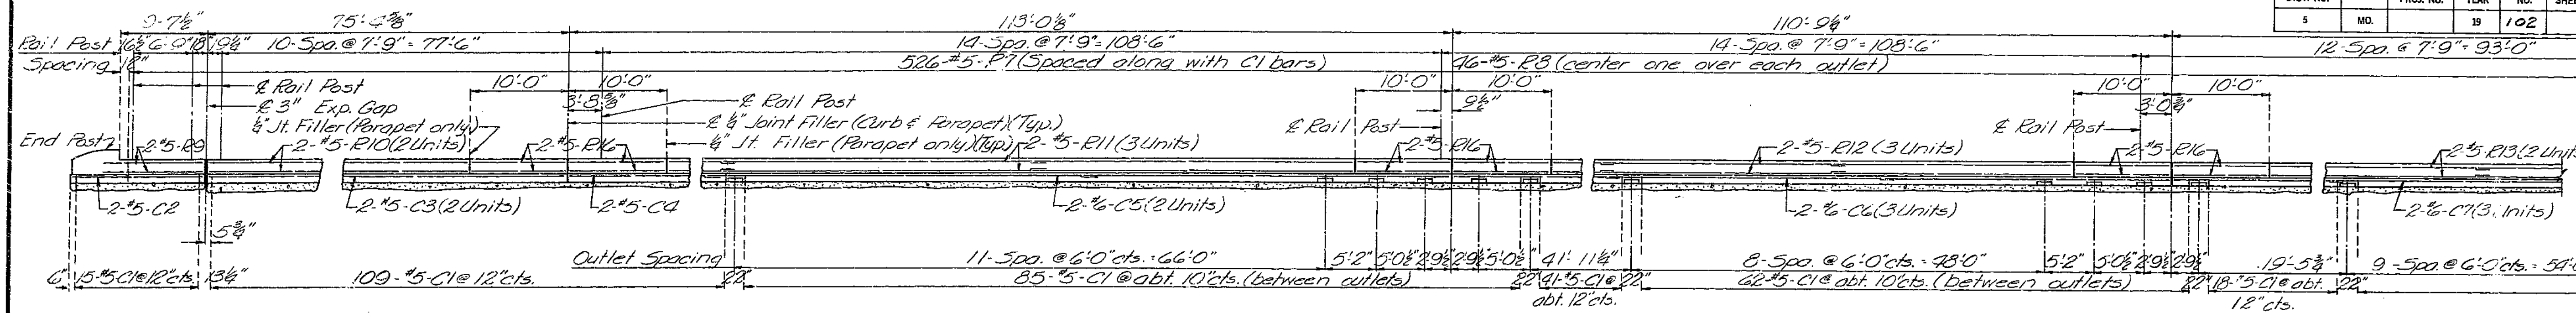 DIST. NO. PROJ. NO. YEAR NO. SHEE
5 MO. 19 102
9'-7½" 75'-4⅝" 113'-0⅛" 110'-9¼"
Rail Post 6½" 6'-0" 18" 19¼" 10-Spa. @ 7'-9" = 77'-6" 14-Spa. @ 7'-9" = 108'-6" 14-Spa. @ 7'-9" = 108'-6" 12-Spa. @ 7'-9" = 93'-0"
Spacing 18" 526-#5-R7 (Spaced along with C1 bars) 46-#5-R8 (center one over each outlet)
℄ Rail Post 10'-0" 10'-0" 10'-0" 10'-0" 10'-0" 10'-0"
℄ 3" Exp. Gap 3'-8⅝" ℄ Rail Post 9½" 3'-0¾"
¼" Jt. Filler (Parapet only) ℄ ¼" Joint Filler (Curb & Parapet)(Typ.) ℄ Rail Post ℄ Rail Post
End Post 2-#5-R9 2-#5-R10 (2 Units) 2-#5-R16 ¼" Jt. Filler (Parapet only)(Typ) 2-#5-R11 (3 Units) 2-#5-R16 2-#5-R12 (3 Units) 2-#5-R16 2-#5-R13 (2 Unit
2-#5-C2 2-#5-C3 (2 Units) 2-#5-C4 2-#6-C5 (2 Units) 2-#6-C6 (3 Units) 2-#6-C7 (3 Units)
5¾"
Outlet Spacing 11-Spa. @ 6'-0" cts. = 66'-0" 5'-2" 5'-0½" 2'-9½" 2'-9½" 5'-0½" 41'-11¼" 8-Spa. @ 6'-0" cts. = 48'-0" 5'-2" 5'-0½" 2'-9½" 2'-9½" 19'-5¾" 9-Spa. @ 6'-0" cts. = 54'-0
6" 15-#5-C1 @ 12" cts. 13¼" 109-#5-C1 @ 12" cts. 22" 85-#5-C1 @ abt. 10" cts. (between outlets) 22" 41-#5-C1 @ 22" 62-#5-C1 @ abt. 10" cts. (between outlets) 22" 18-#5-C1 @ abt. 22"
abt. 12" cts. 12" cts.